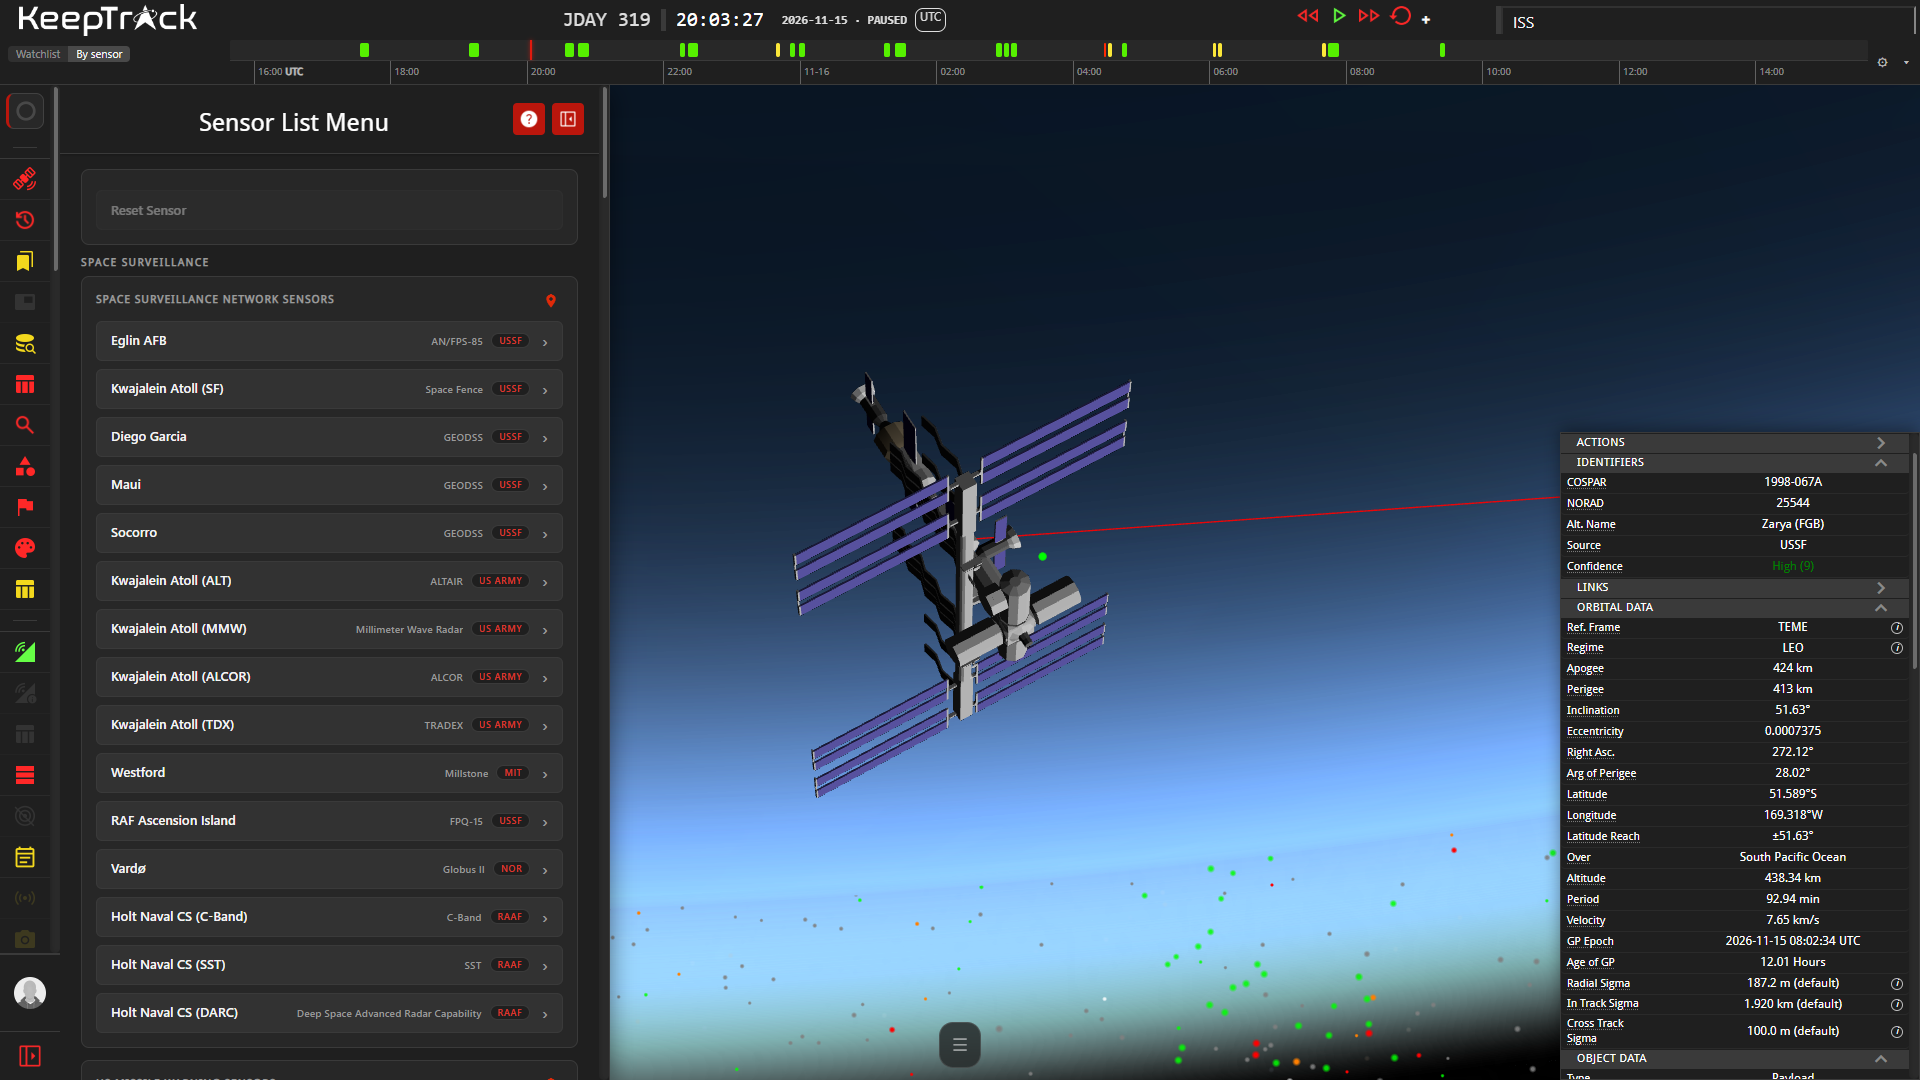 KeepTrack
JDAY 319
20:03:27
2026-11-15 · PAUSED
UTC
ISS
Watchlist
By sensor
16:00 UTC
18:00
20:00
22:00
11-16
02:00
04:00
06:00
08:00
10:00
12:00
14:00
Sensor List Menu
Reset Sensor
SPACE SURVEILLANCE
SPACE SURVEILLANCE NETWORK SENSORS
Eglin AFB AN/FPS-85 USSF
Kwajalein Atoll (SF) Space Fence USSF
Diego Garcia GEODSS USSF
Maui GEODSS USSF
Socorro GEODSS USSF
Kwajalein Atoll (ALT) ALTAIR US ARMY
Kwajalein Atoll (MMW) Millimeter Wave Radar US ARMY
Kwajalein Atoll (ALCOR) ALCOR US ARMY
Kwajalein Atoll (TDX) TRADEX US ARMY
Westford Millstone MIT
RAF Ascension Island FPQ-15 USSF
Vardø Globus II NOR
Holt Naval CS (C-Band) C-Band RAAF
Holt Naval CS (SST) SST RAAF
Holt Naval CS (DARC) Deep Space Advanced Radar Capability RAAF
ACTIONS
IDENTIFIERS
COSPAR 1998-067A
NORAD 25544
Alt. Name Zarya (FGB)
Source USSF
Confidence High (9)
LINKS
ORBITAL DATA
Ref. Frame TEME
Regime LEO
Apogee 424 km
Perigee 413 km
Inclination 51.63°
Eccentricity 0.0007375
Right Asc. 272.12°
Arg of Perigee 28.02°
Latitude 51.589°S
Longitude 169.318°W
Latitude Reach ±51.63°
Over South Pacific Ocean
Altitude 438.34 km
Period 92.94 min
Velocity 7.65 km/s
GP Epoch 2026-11-15 08:02:34 UTC
Age of GP 12.01 Hours
Radial Sigma 187.2 m (default)
In Track Sigma 1.920 km (default)
Cross Track Sigma 100.0 m (default)
OBJECT DATA
Type Payload